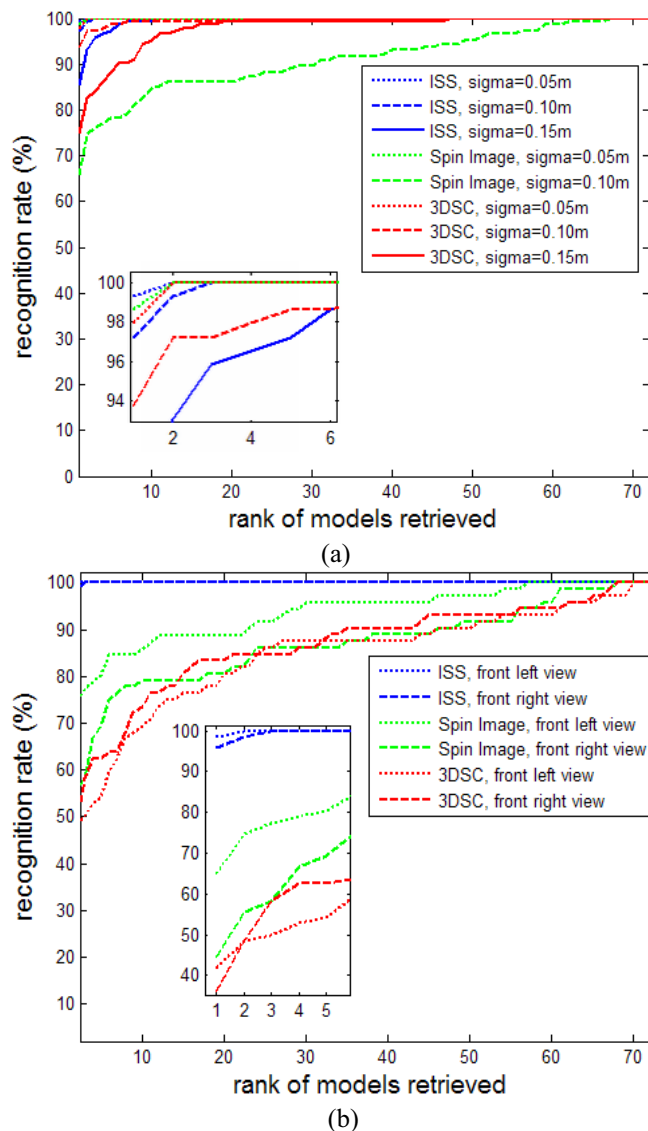 100
90
80
70
60
50
40
30
20
10
0
recognition rate (%)
ISS, sigma=0.05m
ISS, sigma=0.10m
ISS, sigma=0.15m
Spin Image, sigma=0.05m
Spin Image, sigma=0.10m
3DSC, sigma=0.05m
3DSC, sigma=0.10m
3DSC, sigma=0.15m
100
98
96
94
2 4 6
10 20 30 40 50 60 70
rank of models retrieved
(a)
100
90
80
70
60
50
40
30
20
10
recognition rate (%)
ISS, front left view
ISS, front right view
Spin Image, front left view
Spin Image, front right view
3DSC, front left view
3DSC, front right view
100
90
80
70
60
50
40
1 2 3 4 5
10 20 30 40 50 60 70
rank of models retrieved
(b)